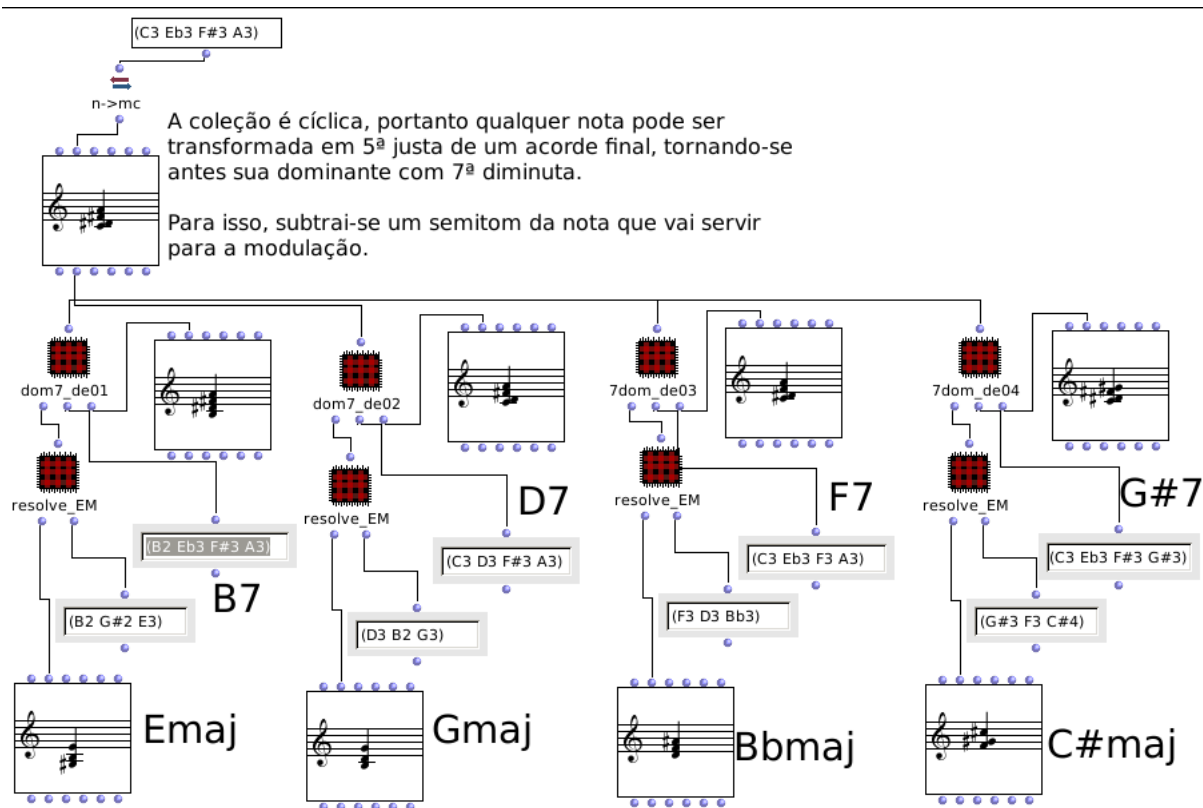 (C3 Eb3 F#3 A3)
n->mc
A coleção é cíclica, portanto qualquer nota pode ser
transformada em 5ª justa de um acorde final, tornando-se
antes sua dominante com 7ª diminuta.
Para isso, subtrai-se um semitom da nota que vai servir
para a modulação.
dom7_de01
dom7_de02
7dom_de03
7dom_de04
resolve_EM
resolve_EM
resolve_EM
resolve_EM
D7
F7
G#7
(B2 Eb3 F#3 A3)
(C3 D3 F#3 A3)
(C3 Eb3 F3 A3)
(C3 Eb3 F#3 G#3)
B7
(B2 G#2 E3)
(D3 B2 G3)
(F3 D3 Bb3)
(G#3 F3 C#4)
Emaj
Gmaj
Bbmaj
C#maj